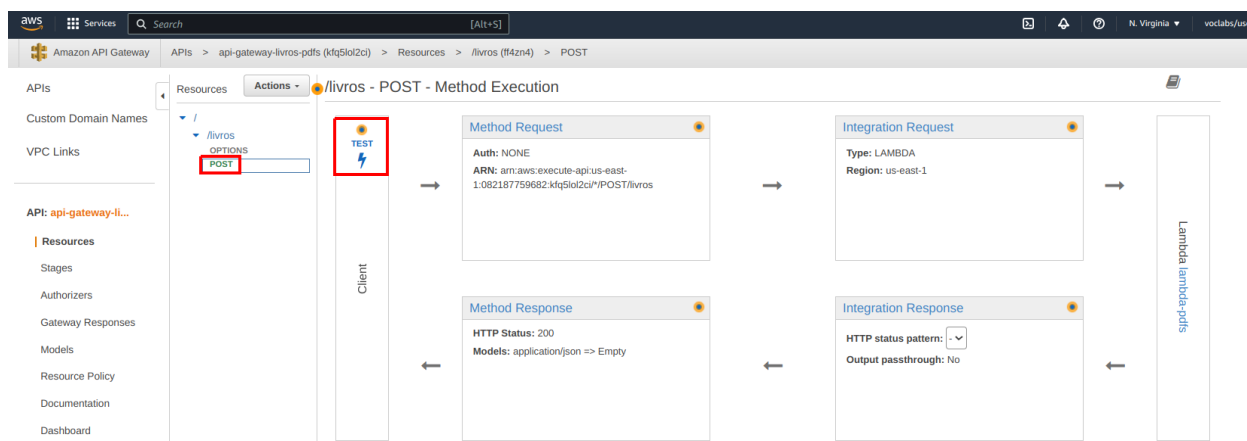 aws Services Search [Alt+S] N. Virginia ▼ voclabs/use
Amazon API Gateway APIs > api-gateway-livros-pdfs (kfq5lol2ci) > Resources > /livros (ff4zn4) > POST
APIs
Custom Domain Names
VPC Links
API: api-gateway-li...
Resources
Stages
Authorizers
Gateway Responses
Models
Resource Policy
Documentation
Dashboard
Resources Actions
/
/livros
OPTIONS
POST
/livros - POST - Method Execution
TEST
Client
Method Request
Auth: NONE
ARN: arn:aws:execute-api:us-east-
1:082187759682:kfq5lol2ci/*/POST/livros
Integration Request
Type: LAMBDA
Region: us-east-1
Lambda lambda-pdfs
Method Response
HTTP Status: 200
Models: application/json => Empty
Integration Response
HTTP status pattern: -
Output passthrough: No